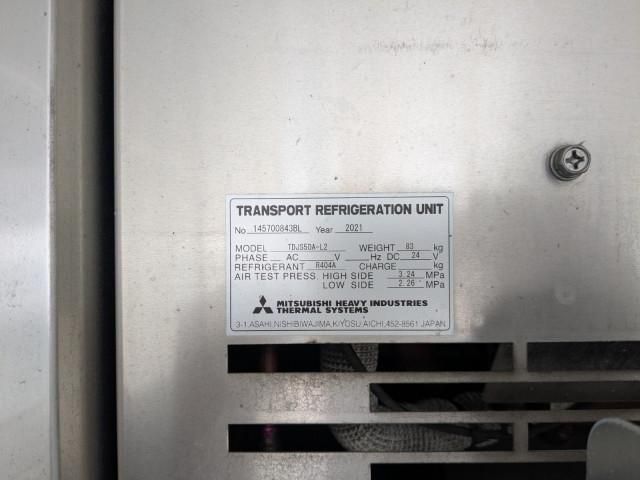 TRANSPORT REFRIGERATION UNIT
No 145700843BL Year 2021
MODEL TDJS50A-L2 WEIGHT 83 kg
PHASE AC V Hz DC 24 V
REFRIGERANT R404A CHARGE kg
AIR TEST PRESS. HIGH SIDE 3.24 MPa
LOW SIDE 2.26 MPa
MITSUBISHI HEAVY INDUSTRIES
THERMAL SYSTEMS
3-1,ASAHI,NISHIBIWAJIMA,KIYOSU,AICHI,452-8561 JAPAN